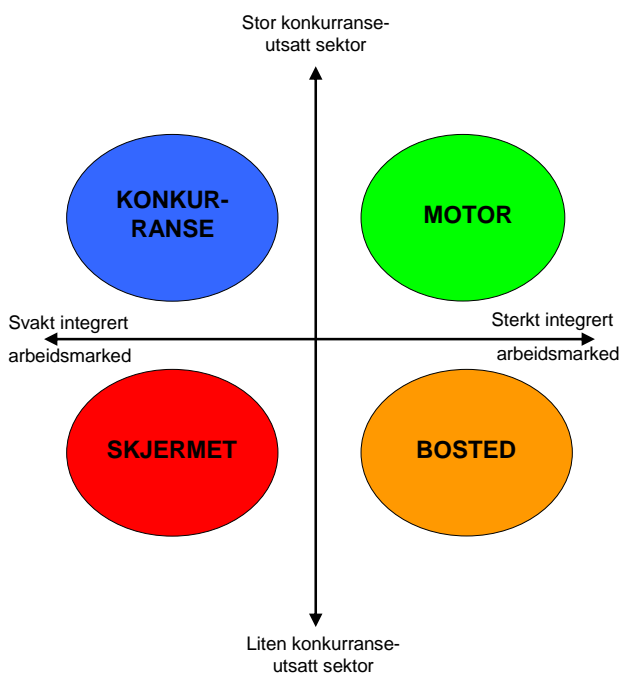 Stor konkurranse-
utsatt sektor
KONKUR-
RANSE
MOTOR
Svakt integrert
arbeidsmarked
Sterkt integrert
arbeidsmarked
SKJERMET
BOSTED
Liten konkurranse-
utsatt sektor